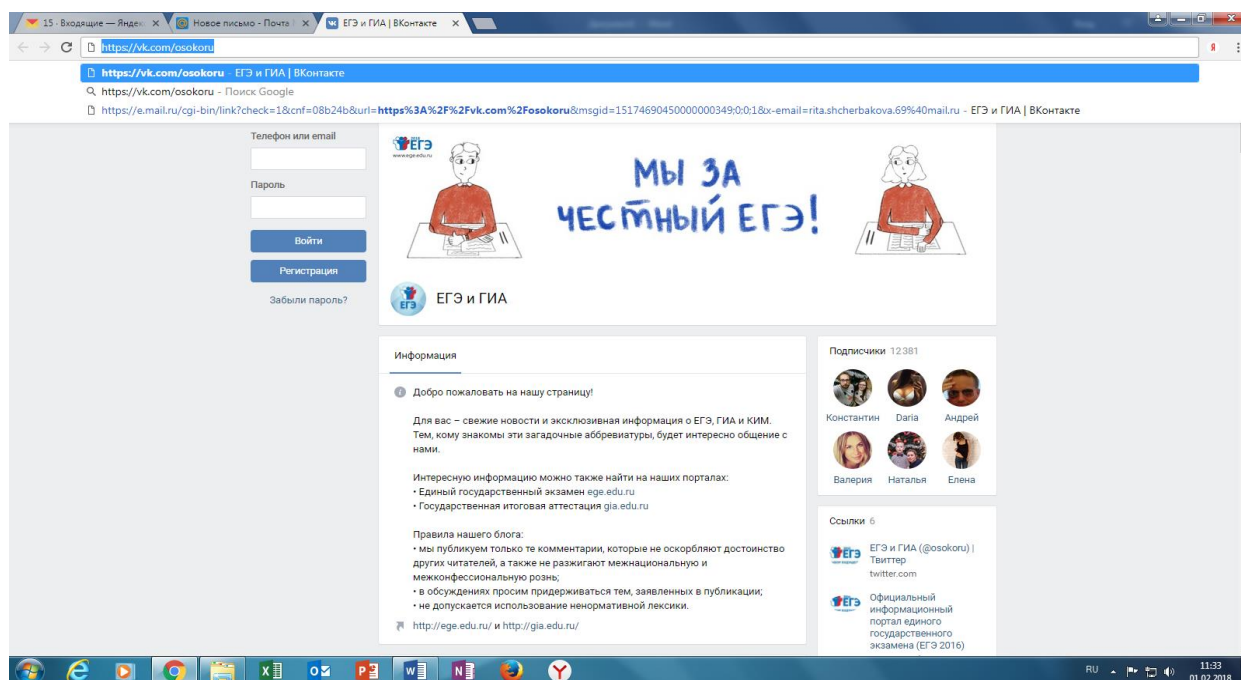 15 · Входящие — Яндек
Новое письмо - Почта
ЕГЭ и ГИА | ВКонтакте
https://vk.com/osokoru
Я
https://vk.com/osokoru - ЕГЭ и ГИА | ВКонтакте
https://vk.com/osokoru - Поиск Google
https://e.mail.ru/cgi-bin/link?check=1&cnf=08b24b&url=https%3A%2F%2Fvk.com%2Fosokoru&msgid=15174690450000000349;0;0;1&x-email=rita.shcherbakova.69%40mail.ru - ЕГЭ и ГИА | ВКонтакте
Телефон или email
Пароль
Войти
Регистрация
Забыли пароль?
ЕГЭ
www.ege.edu.ru
МЫ ЗА
ЧЕСТНЫЙ ЕГЭ!
ЕГЭ
ЕГЭ и ГИА
Информация
Добро пожаловать на нашу страницу!
Для вас – свежие новости и эксклюзивная информация о ЕГЭ, ГИА и КИМ.
Тем, кому знакомы эти загадочные аббревиатуры, будет интересно общение с
нами.
Интересную информацию можно также найти на наших порталах:
• Единый государственный экзамен ege.edu.ru
• Государственная итоговая аттестация gia.edu.ru
Правила нашего блога:
• мы публикуем только те комментарии, которые не оскорбляют достоинство
других читателей, а также не разжигают межнациональную и
межконфессиональную рознь;
• в обсуждениях просим придерживаться тем, заявленных в публикации;
• не допускается использование ненормативной лексики.
http://ege.edu.ru/ и http://gia.edu.ru/
Подписчики 12 381
Константин Daria Андрей
Валерия Наталья Елена
Ссылки 6
ЕГЭ
ЕГЭ и ГИА (@osokoru) |
Твиттер
twitter.com
ЕГЭ
Официальный
информационный
портал единого
государственного
экзамена (ЕГЭ 2016)
RU
11:33
01.02.2018